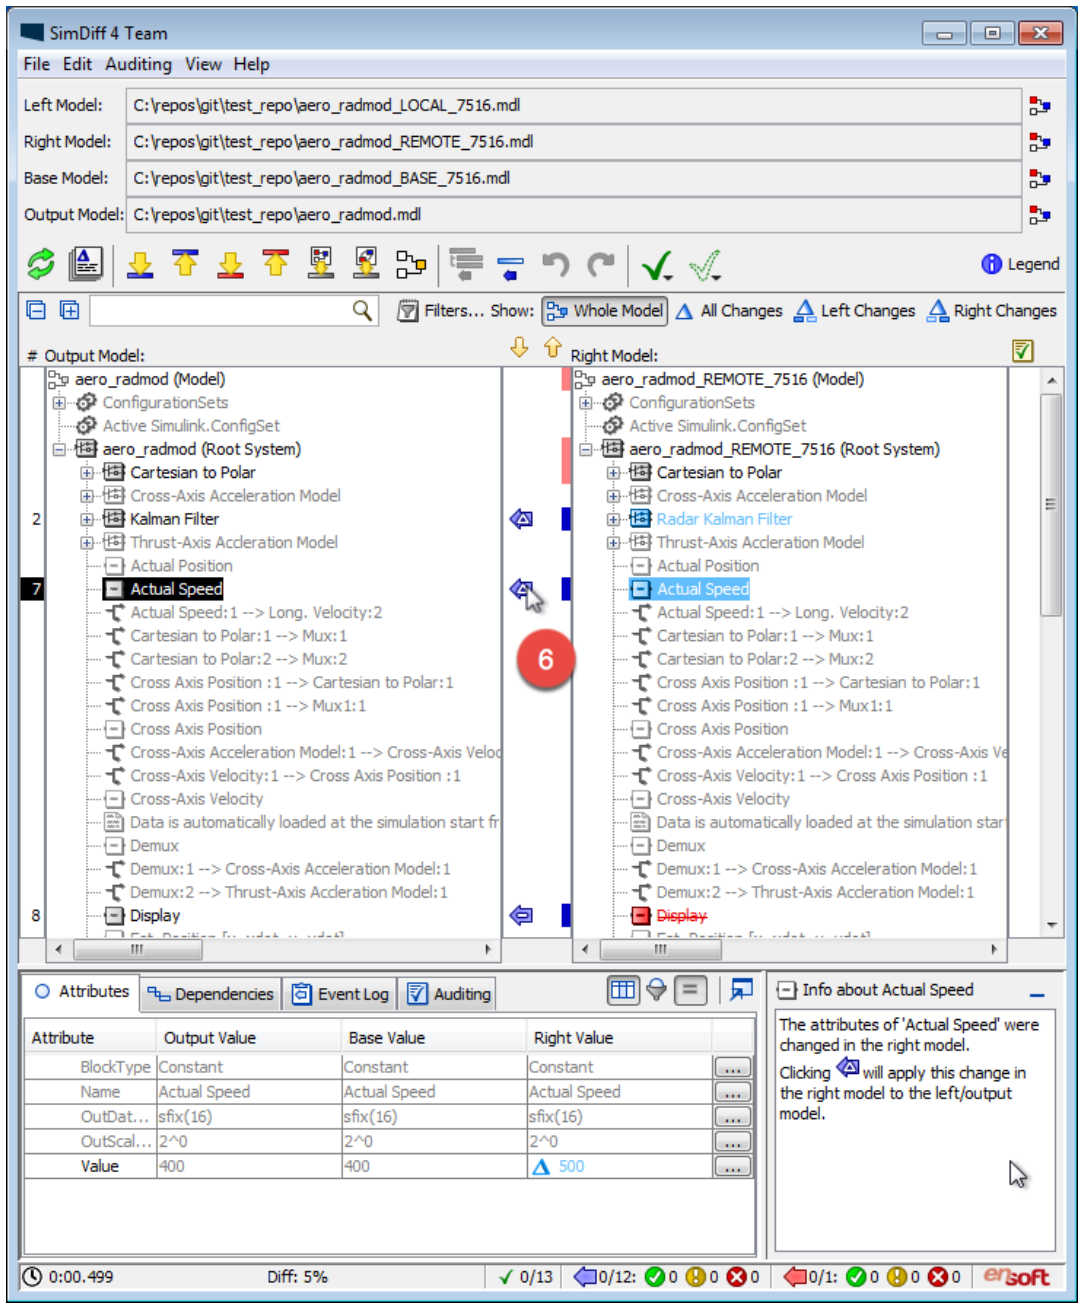 SimDiff 4 Team
File Edit Auditing View Help
Left Model: C:\repos\git\test_repo\aero_radmod_LOCAL_7516.mdl
Right Model: C:\repos\git\test_repo\aero_radmod_REMOTE_7516.mdl
Base Model: C:\repos\git\test_repo\aero_radmod_BASE_7516.mdl
Output Model: C:\repos\git\test_repo\aero_radmod.mdl
Legend
Filters... Show: Whole Model All Changes Left Changes Right Changes
# Output Model: Right Model:
aero_radmod (Model) aero_radmod_REMOTE_7516 (Model)
ConfigurationSets ConfigurationSets
Active Simulink.ConfigSet Active Simulink.ConfigSet
aero_radmod (Root System) aero_radmod_REMOTE_7516 (Root System)
Cartesian to Polar Cartesian to Polar
Cross-Axis Acceleration Model Cross-Axis Acceleration Model
2 Kalman Filter Radar Kalman Filter
Thrust-Axis Accleration Model Thrust-Axis Accleration Model
Actual Position Actual Position
7 Actual Speed Actual Speed
Actual Speed:1 --> Long. Velocity:2 Actual Speed:1 --> Long. Velocity:2
Cartesian to Polar:1 --> Mux:1 Cartesian to Polar:1 --> Mux:1
6
Cartesian to Polar:2 --> Mux:2 Cartesian to Polar:2 --> Mux:2
Cross Axis Position :1 --> Cartesian to Polar:1 Cross Axis Position :1 --> Cartesian to Polar:1
Cross Axis Position :1 --> Mux1:1 Cross Axis Position :1 --> Mux1:1
Cross Axis Position Cross Axis Position
Cross-Axis Acceleration Model:1 --> Cross-Axis Veloc Cross-Axis Acceleration Model:1 --> Cross-Axis Ve
Cross-Axis Velocity:1 --> Cross Axis Position :1 Cross-Axis Velocity:1 --> Cross Axis Position :1
Cross-Axis Velocity Cross-Axis Velocity
Data is automatically loaded at the simulation start fr Data is automatically loaded at the simulation star
Demux Demux
Demux:1 --> Cross-Axis Acceleration Model:1 Demux:1 --> Cross-Axis Acceleration Model:1
Demux:2 --> Thrust-Axis Accleration Model:1 Demux:2 --> Thrust-Axis Accleration Model:1
8 Display Display
Attributes Dependencies Event Log Auditing
Attribute Output Value Base Value Right Value
BlockType Constant Constant Constant ...
Name Actual Speed Actual Speed Actual Speed ...
OutDat... sfix(16) sfix(16) sfix(16) ...
OutScal... 2^0 2^0 2^0 ...
Value 400 400 500 ...
Info about Actual Speed
The attributes of 'Actual Speed' were
changed in the right model.
Clicking will apply this change in
the right model to the left/output
model.
0:00.499 Diff: 5% 0/13 0/12: 0 0 0 0/1: 0 0 0 ensoft